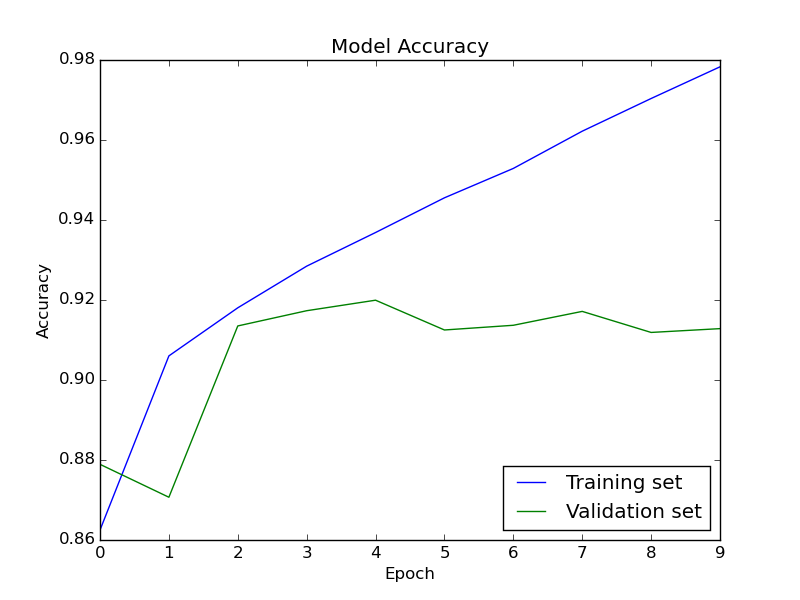 Model Accuracy
0.98
0.96
0.94
0.92
0.90
0.88
0.86
Accuracy
0 1 2 3 4 5 6 7 8 9
Epoch
Training set
Validation set